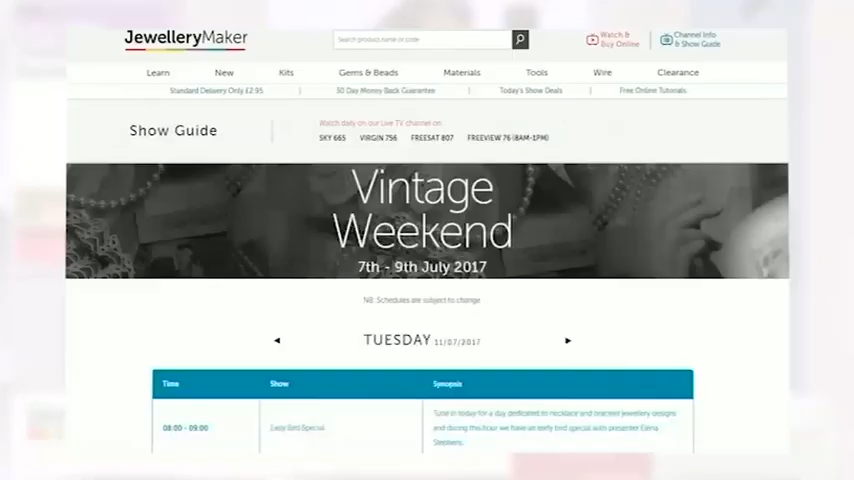 JewelleryMaker
Search product name or code
Watch &
Buy Online
Channel Info
& Show Guide
Learn New Kits Gems & Beads Materials Tools Wire Clearance
Standard Delivery Only £2.95 | 30 Day Money Back Guarantee | Today's Show Deals | Free Online Tutorials
Show Guide
Watch daily on our Live TV channel on:
SKY 665 VIRGIN 756 FREESAT 807 FREEVIEW 76 (8AM-1PM)
Vintage
Weekend
7th - 9th July 2017
NB: Schedules are subject to change
TUESDAY 11/07/2017
Time Show Synopsis
08:00 - 09:00 Early Bird Special
Tune in today for a day dedicated to necklace and bracelet jewellery designs
and during this hour we have an early bird special with presenter Elena
Stephens.